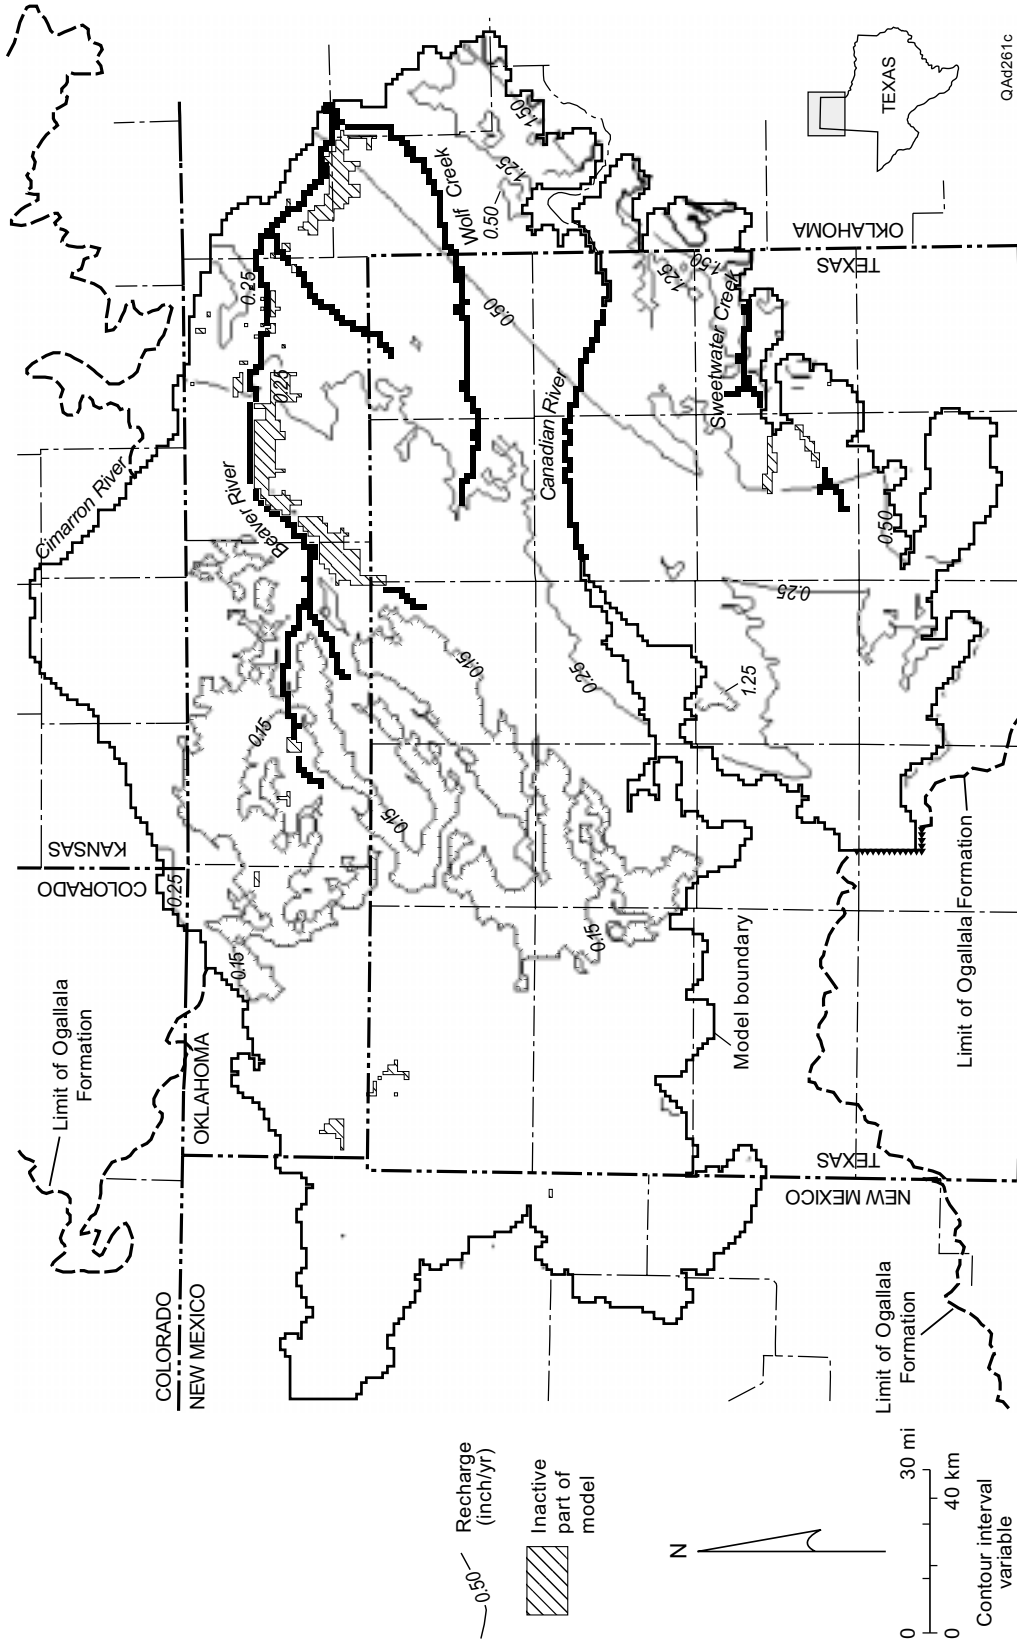 COLORADO
NEW MEXICO
Limit of Ogallala
Formation
OKLAHOMA
COLORADO
KANSAS
Cimarron River
Beaver River
Wolf Creek
Canadian River
Sweetwater Creek
0.25
0.15
0.15
0.15
0.15
0.15
0.25
0.25
0.25
0.50
0.50
1.25
1.50
1.25
1.50
0.50
0.25
0.25
1.25
TEXAS
OKLAHOMA
TEXAS
NEW MEXICO
Model boundary
Limit of Ogallala Formation
Limit of Ogallala
Formation
TEXAS
QAd261c
0.50
Recharge
(inch/yr)
Inactive
part of
model
N
0 30 mi
0 40 km
Contour interval
variable